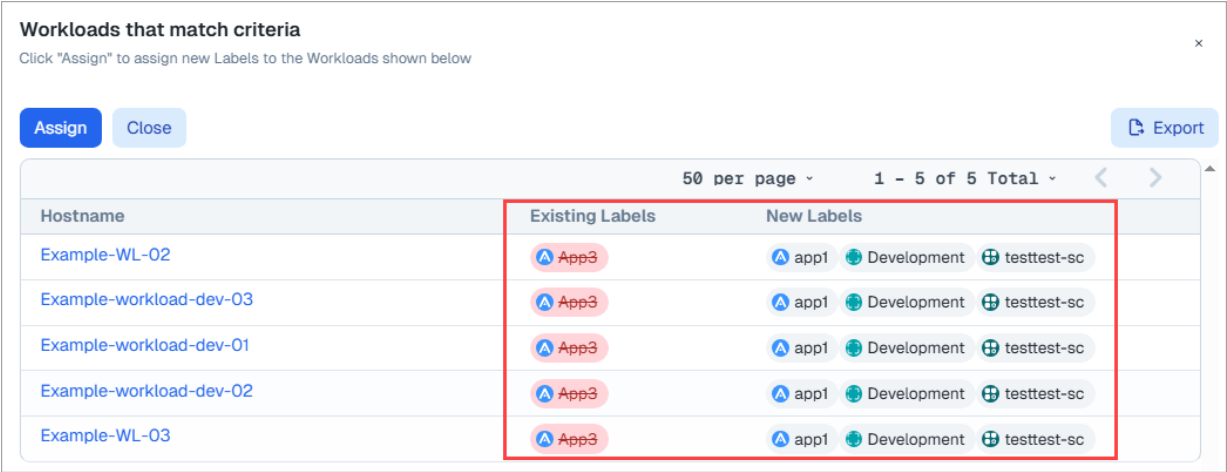 Workloads that match criteria
Click "Assign" to assign new Labels to the Workloads shown below
Assign Close Export
50 per page 1 – 5 of 5 Total
Hostname Existing Labels New Labels
Example-WL-02 App3 app1 Development testtest-sc
Example-workload-dev-03 App3 app1 Development testtest-sc
Example-workload-dev-01 App3 app1 Development testtest-sc
Example-workload-dev-02 App3 app1 Development testtest-sc
Example-WL-03 App3 app1 Development testtest-sc